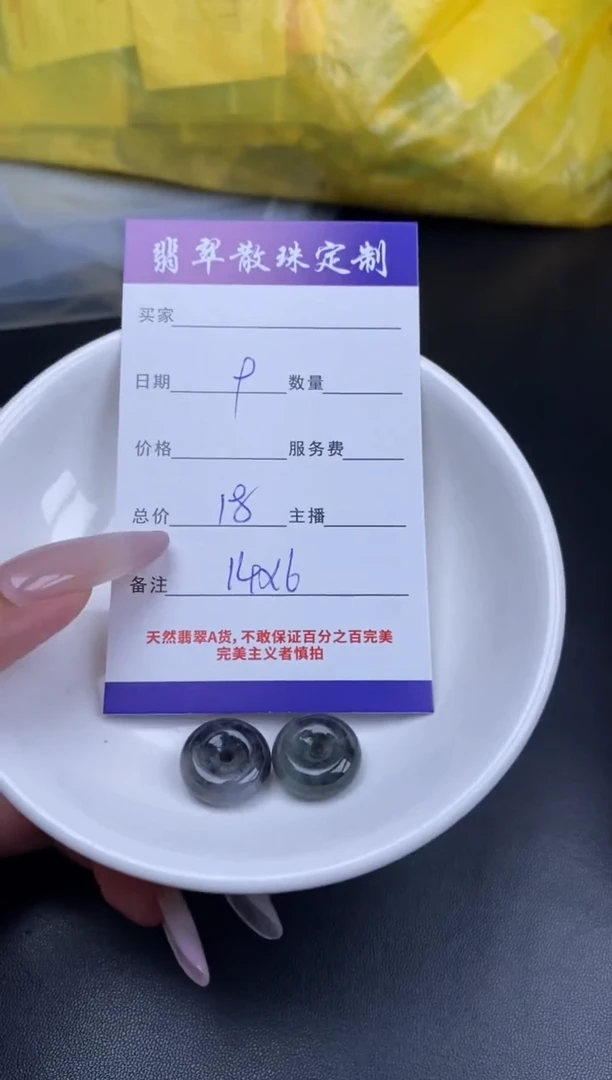 翡翠散珠定制
买家
日期 9 数量
价格 服务费
总价 18 主播
备注 14x6
天然翡翠A货,不敢保证百分之百完美
完美主义者慎拍